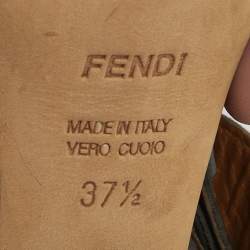 FENDI
MADE IN ITALY
VERO CUOIO
37½